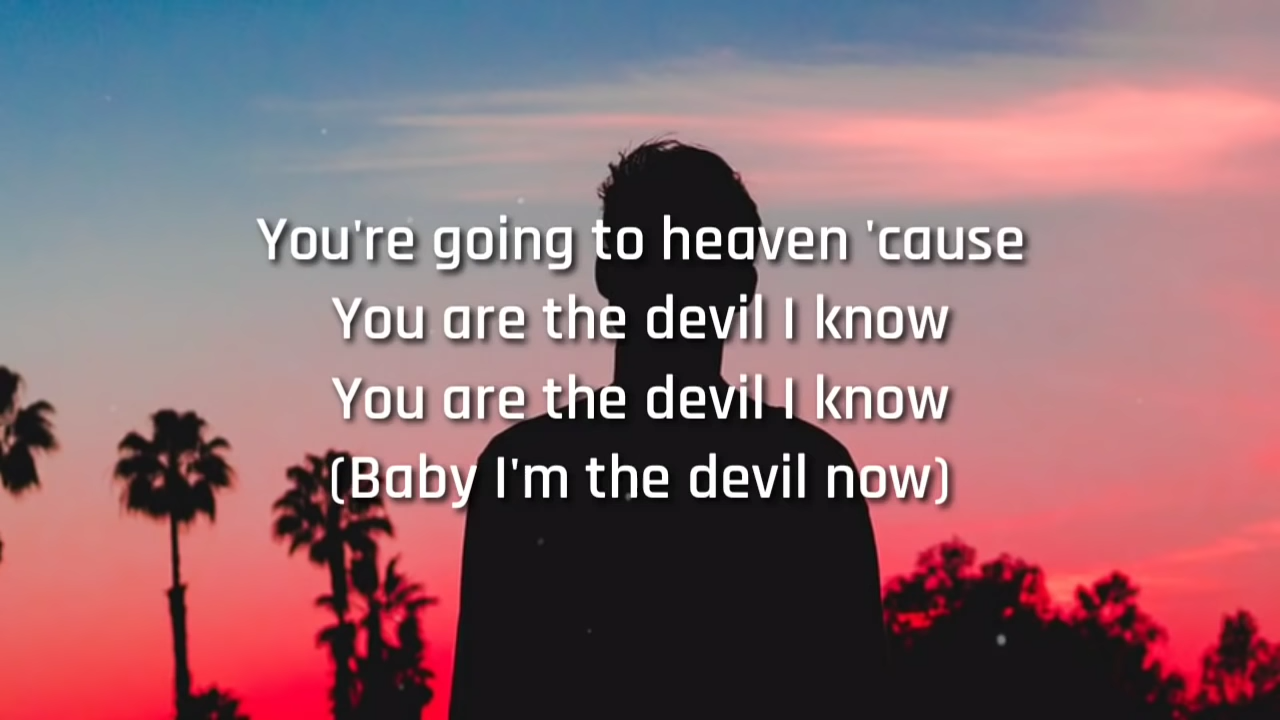 You're going to heaven 'cause
You are the devil I know
You are the devil I know
(Baby I'm the devil now)